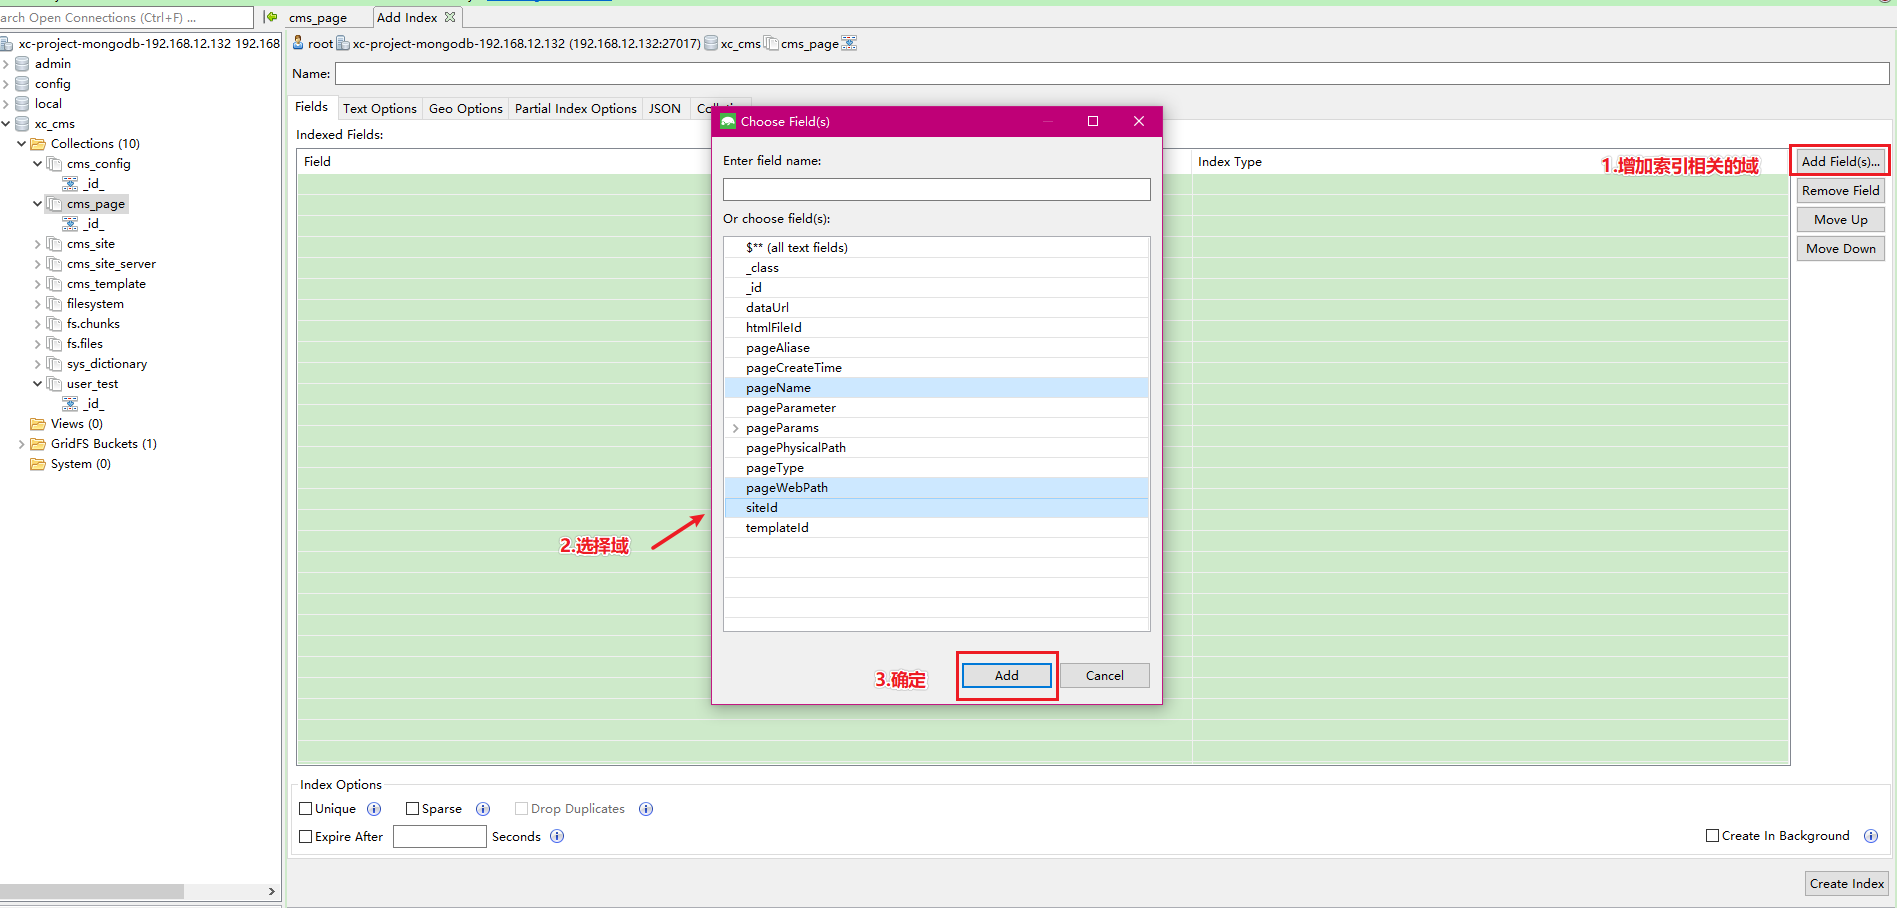 arch Open Connections (Ctrl+F) ...
cms_page
Add Index
xc-project-mongodb-192.168.12.132 192.168
admin
config
local
xc_cms
Collections (10)
cms_config
_id_
cms_page
_id_
cms_site
cms_site_server
cms_template
filesystem
fs.chunks
fs.files
sys_dictionary
user_test
_id_
Views (0)
GridFS Buckets (1)
System (0)
root xc-project-mongodb-192.168.12.132 (192.168.12.132:27017) xc_cms cms_page
Name:
Fields Text Options Geo Options Partial Index Options JSON
Indexed Fields:
Field
Index Type
1.增加索引相关的域
Add Field(s)...
Remove Field
Move Up
Move Down
Choose Field(s)
Enter field name:
Or choose field(s):
$** (all text fields)
_class
_id
dataUrl
htmlFileId
pageAliase
pageCreateTime
pageName
pageParameter
pageParams
pagePhysicalPath
pageType
pageWebPath
siteId
templateId
2.选择域
3.确定
Add
Cancel
Index Options
Unique Sparse Drop Duplicates
Expire After Seconds
Create In Background
Create Index